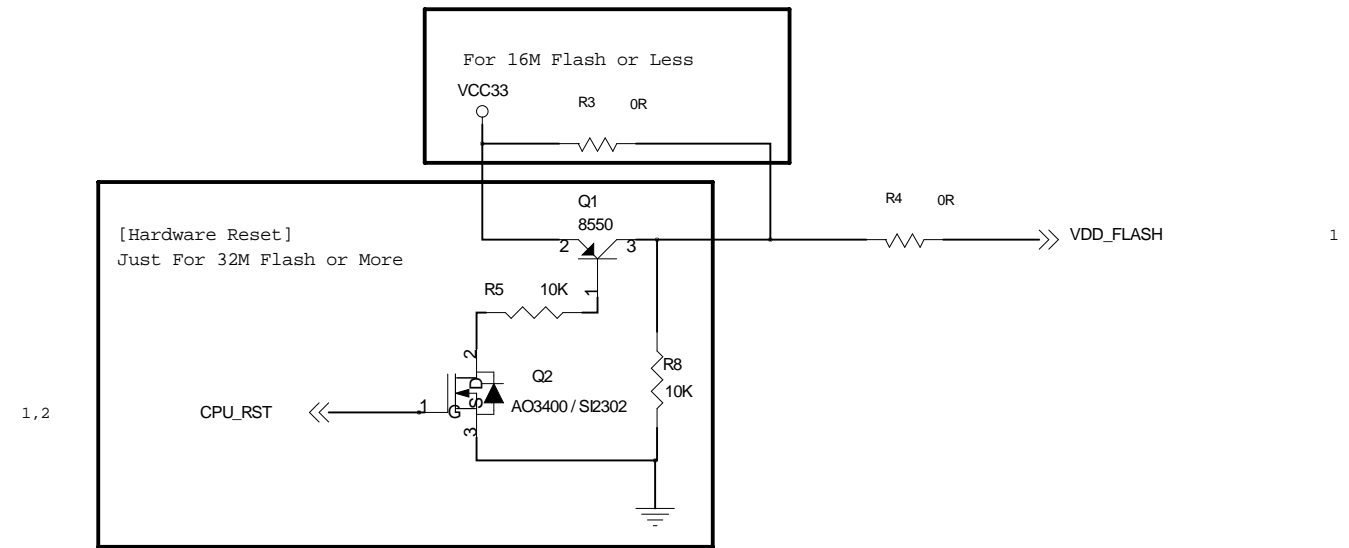 For 16M Flash or Less
VCC33
R3 0R
[Hardware Reset]
Just For 32M Flash or More
Q1
8550
2 3
1
R4 0R
VDD_FLASH
1
R5 10K
2
D
S
G
1
3
Q2
AO3400 / SI2302
R8
10K
1,2
CPU_RST